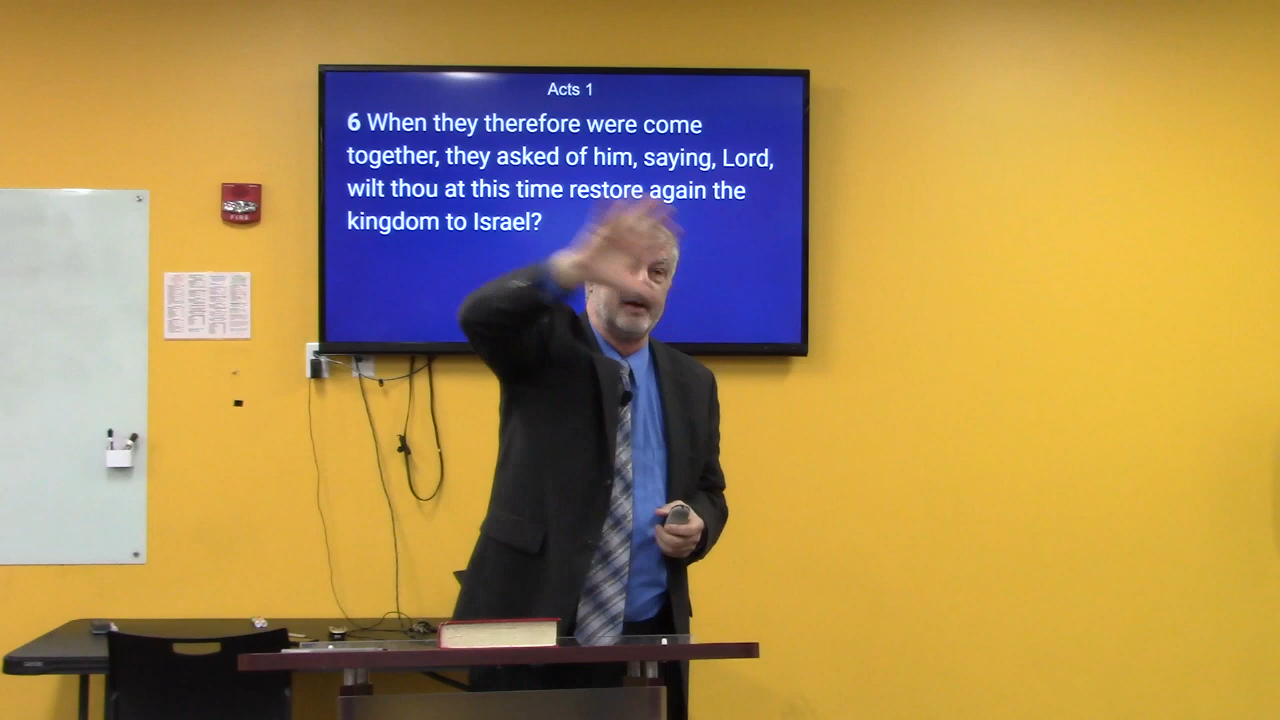 Acts 1
6 When they therefore were come
together, they asked of him, saying, Lord,
wilt thou at this time restore again the
kingdom to Israel?
FIRE